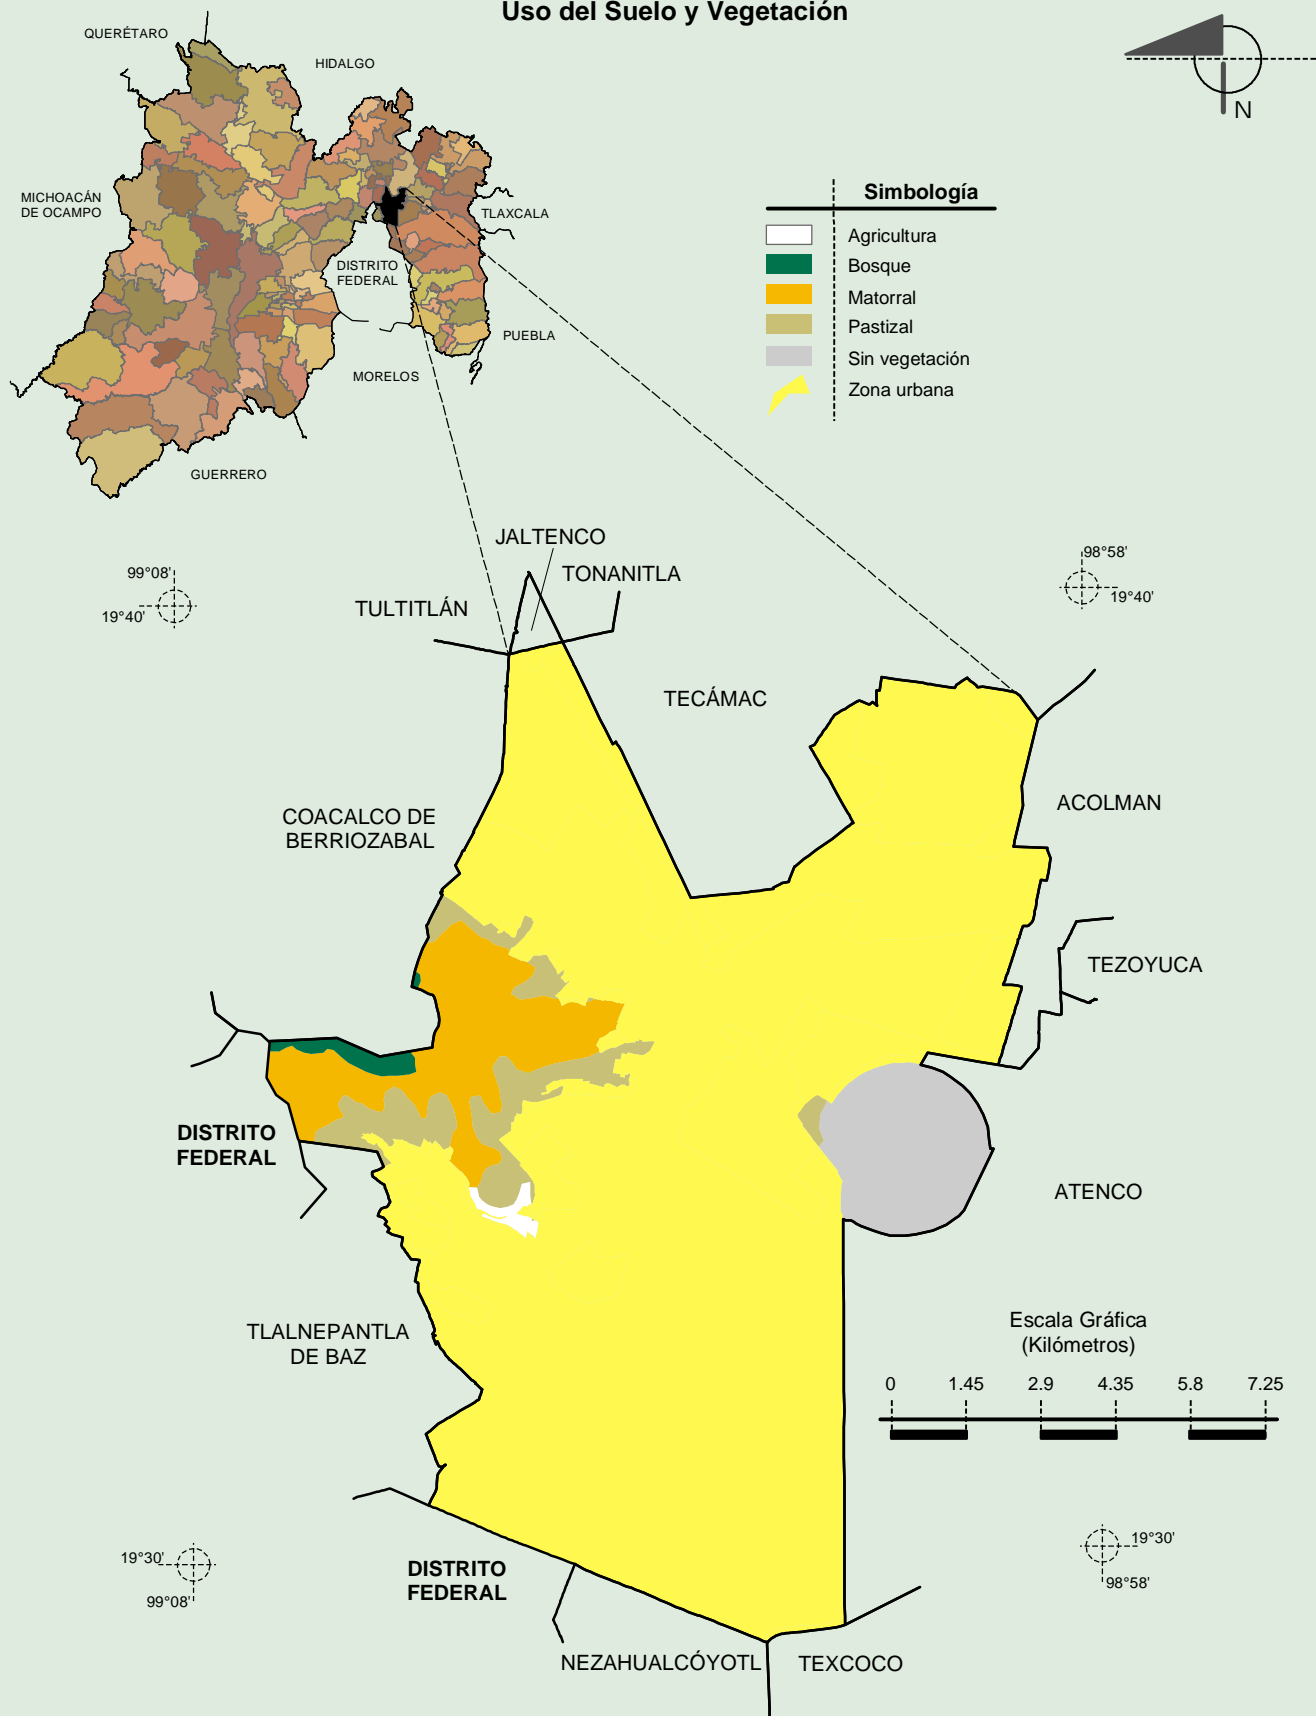 Uso del Suelo y Vegetación
QUERÉTARO
HIDALGO
N
MICHOACÁN
DE OCAMPO
TLAXCALA
DISTRITO
FEDERAL
PUEBLA
MORELOS
GUERRERO
Simbología
Agricultura
Bosque
Matorral
Pastizal
Sin vegetación
Zona urbana
JALTENCO
TONANITLA
TULTITLÁN
99°08'
19°40'
98°58'
19°40'
TECÁMAC
COACALCO DE
BERRIOZABAL
ACOLMAN
TEZOYUCA
DISTRITO
FEDERAL
ATENCO
TLALNEPANTLA
DE BAZ
Escala Gráfica
(Kilómetros)
0 1.45 2.9 4.35 5.8 7.25
19°30'
99°08'
DISTRITO
FEDERAL
19°30'
98°58'
NEZAHUALCÓYOTL
TEXCOCO